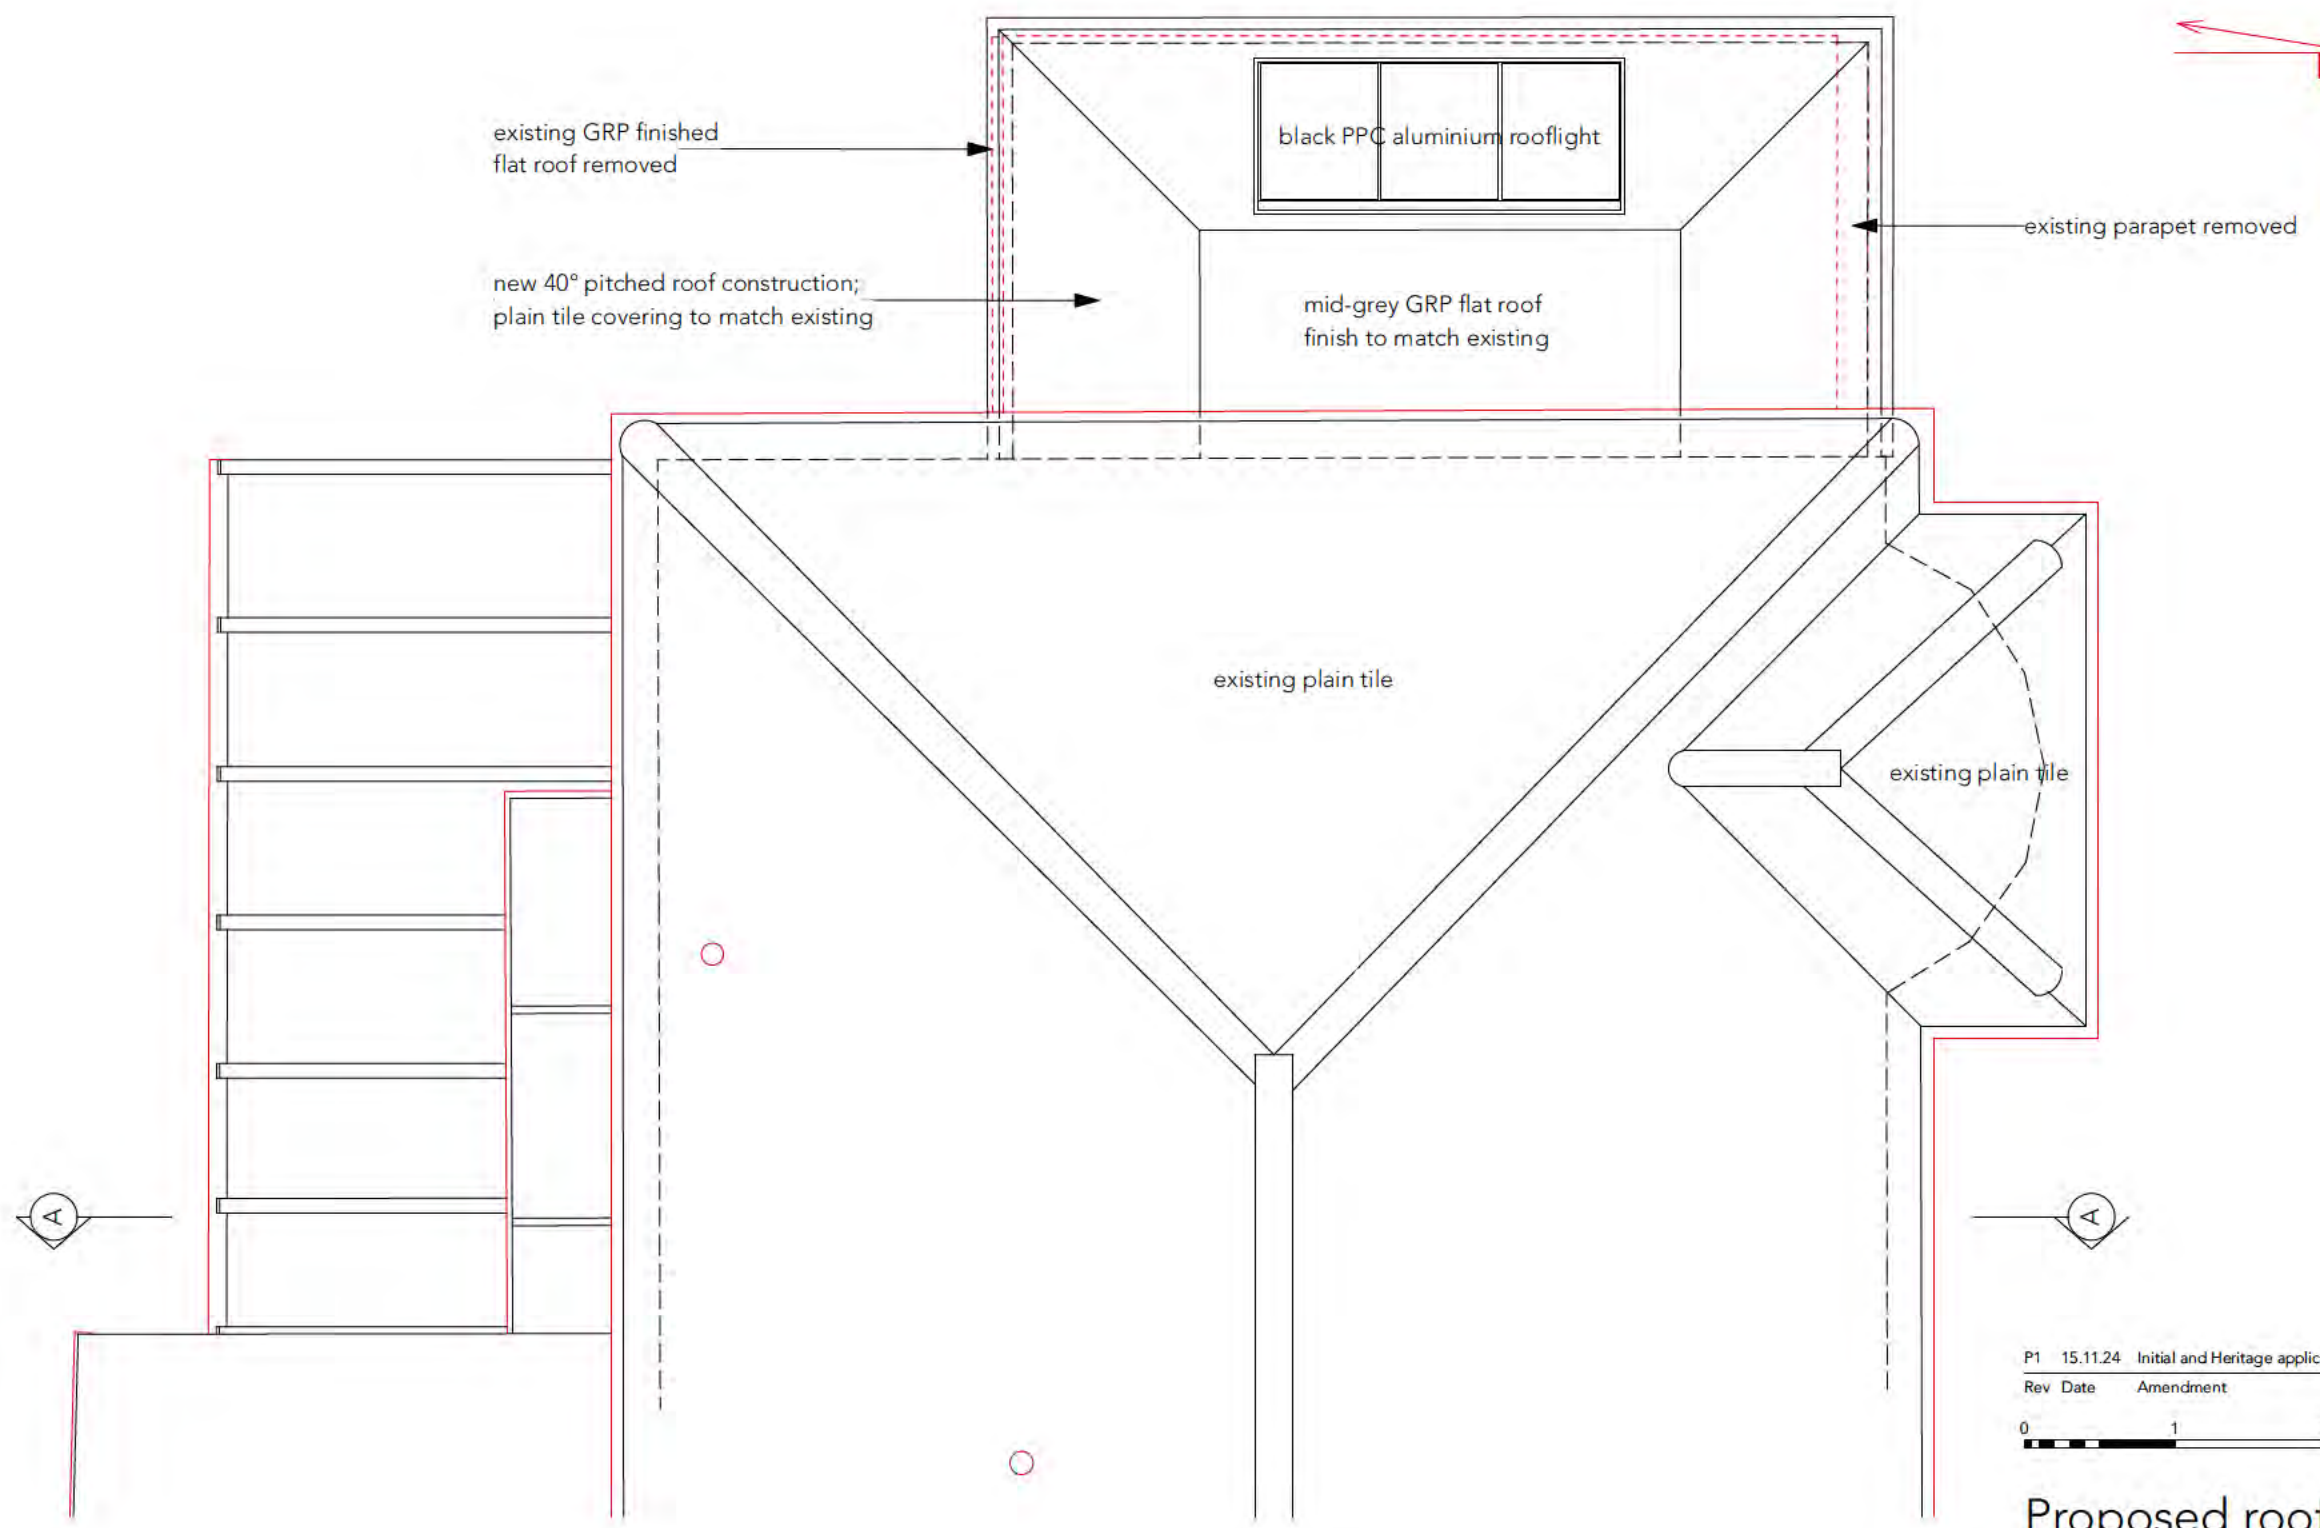 existing GRP finished
flat roof removed
black PPC aluminium rooflight
existing parapet removed
new 40° pitched roof construction;
plain tile covering to match existing
mid-grey GRP flat roof
finish to match existing
existing plain tile
existing plain tile
A
A
P1 15.11.24 Initial and Heritage applic
Rev Date Amendment
0 1
Proposed roof